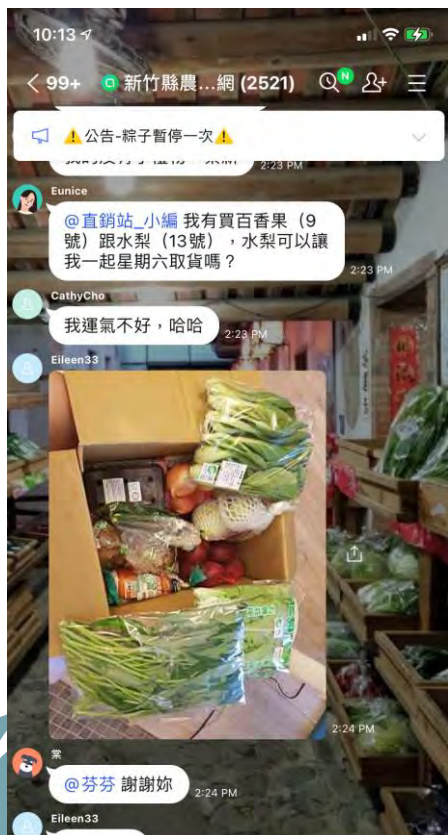 10:13
99+ 新竹縣農...網 (2521) N
⚠公告-粽子暫停一次⚠
2:23 PM
Eunice
@直銷站_小編 我有買百香果（9
號）跟水梨（13號），水梨可以讓
我一起星期六取貨嗎？
2:23 PM
CathyCho
我運氣不好，哈哈
2:23 PM
Eileen33
2:24 PM
棠
@芬芬 謝謝妳
2:24 PM
Eileen33